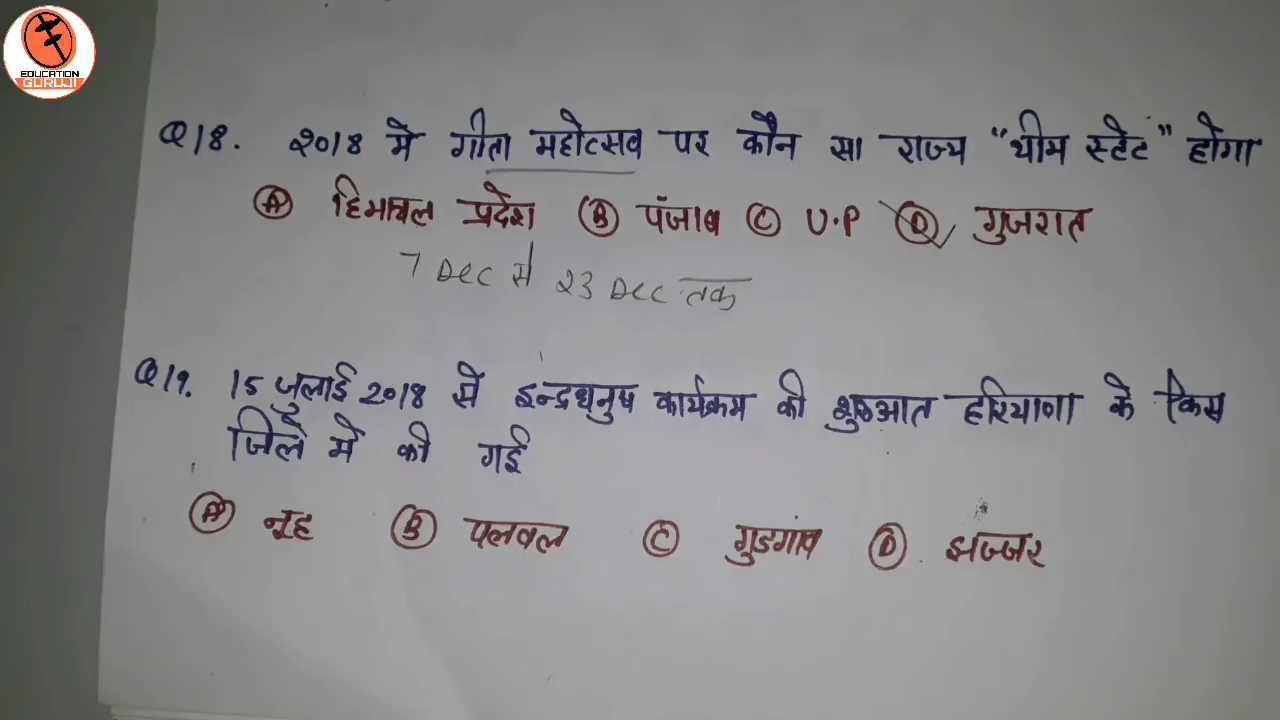 EDUCATION
GURUJI
Q18. 2018 मे गीता महोत्सव पर कौन सा राज्य "थीम स्टेट" होगा
(A) हिमाचल प्रदेश (B) पंजाब (C) U.P (D) गुजरात
7 Dec से 23 Dec तक
Q19. 15 जुलाई 2018 से इन्द्रधनुष कार्यक्रम की शुरुआत हरियाणा के किस
जिले मे की गई
(A) नूह (B) पलवल (C) गुडगांव (D) झज्जर